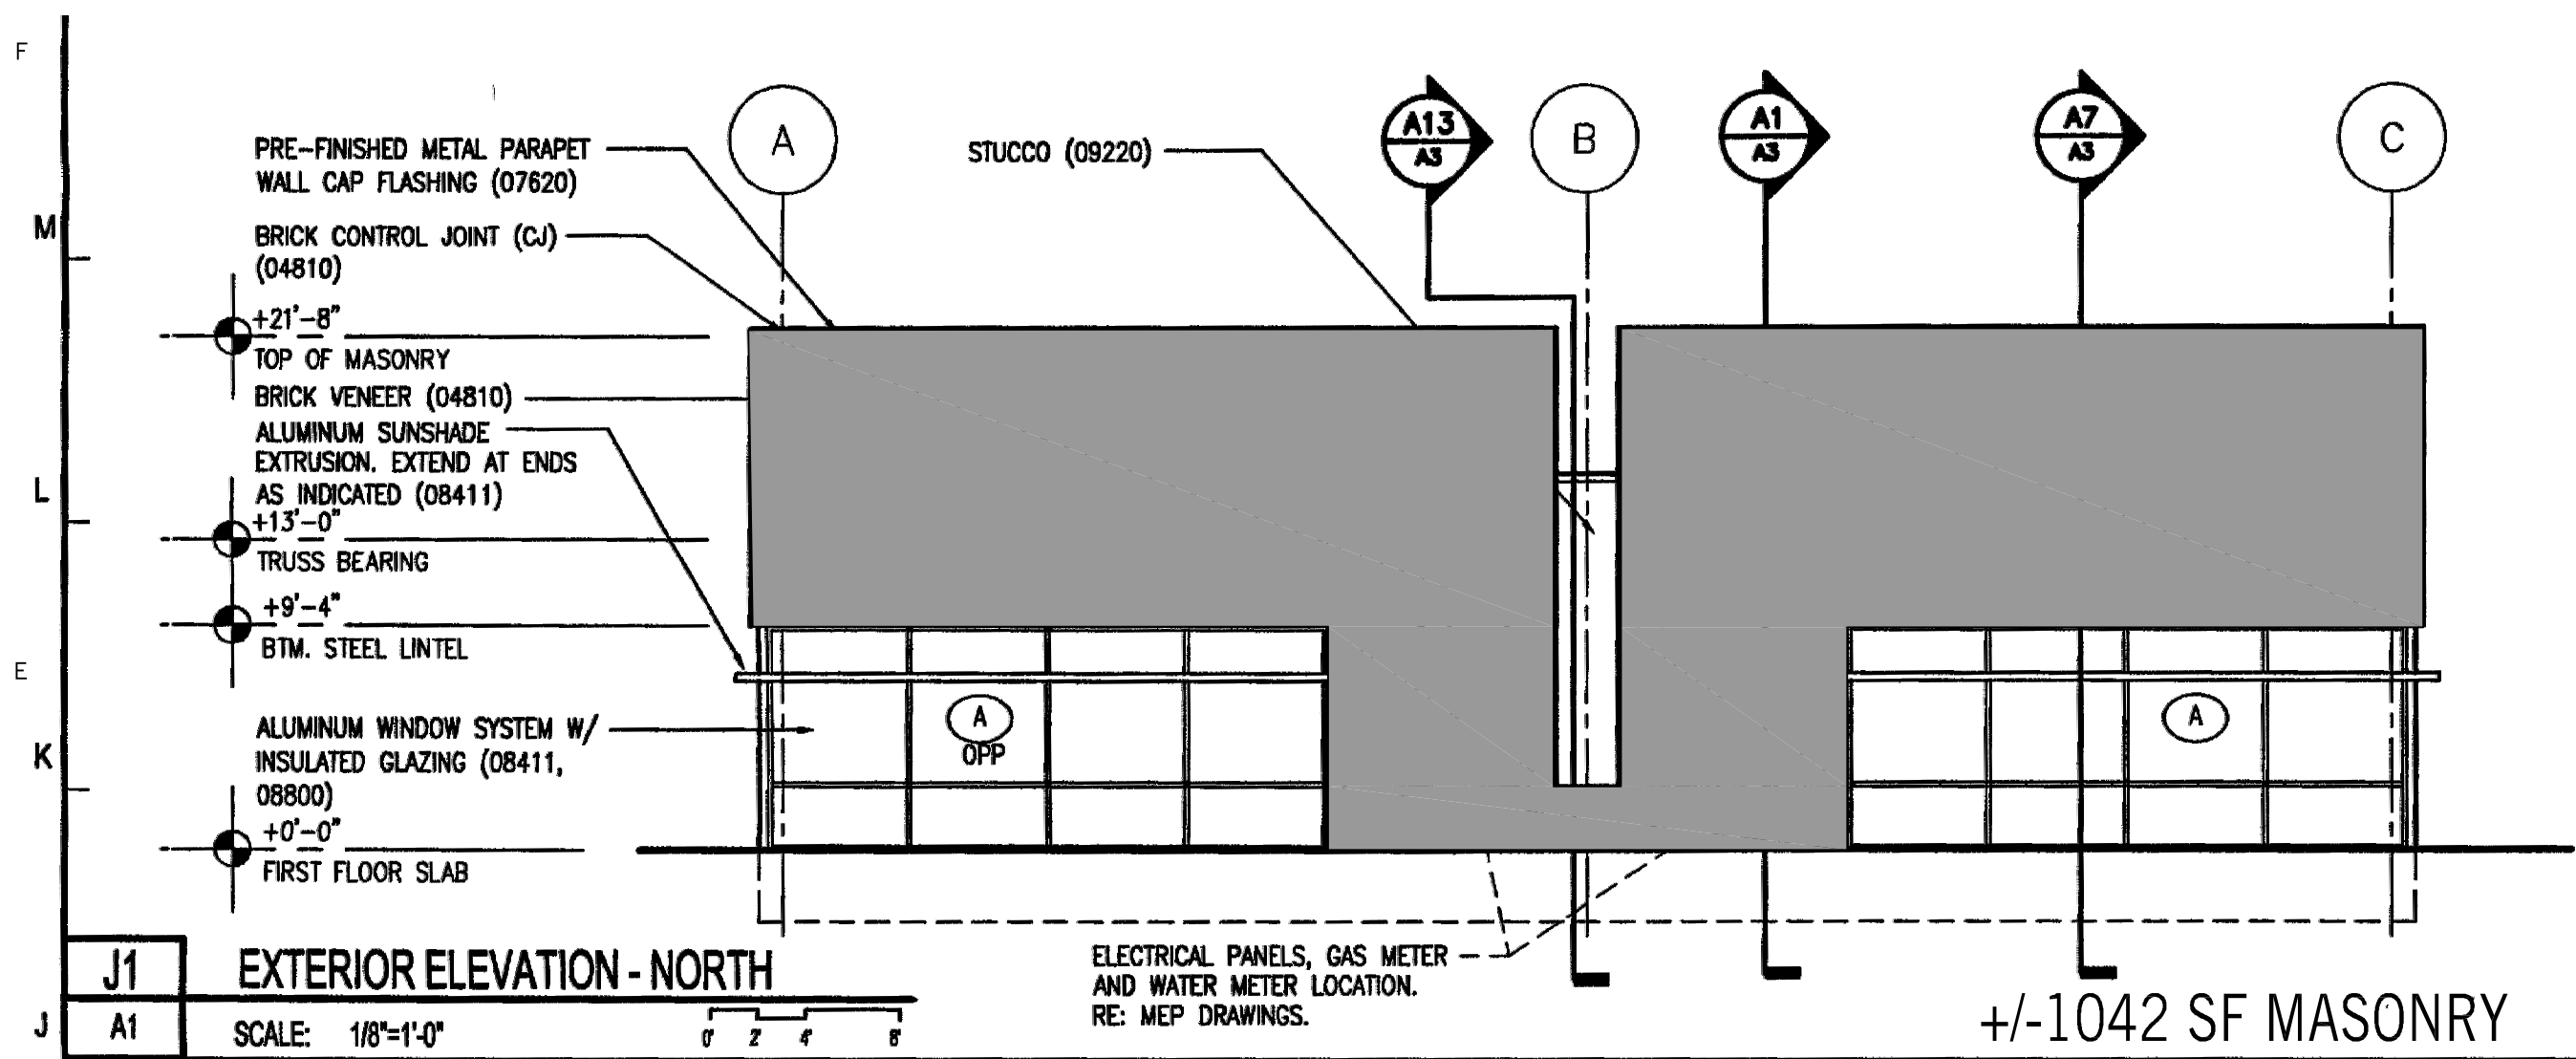 F
M
L
E
K
J
A
A13
A3
B
A1
A3
A7
A3
C
PRE-FINISHED METAL PARAPET
WALL CAP FLASHING (07620)
STUCCO (09220)
BRICK CONTROL JOINT (CJ)
(04810)
+21'-8"
TOP OF MASONRY
BRICK VENEER (04810)
ALUMINUM SUNSHADE
EXTRUSION. EXTEND AT ENDS
AS INDICATED (08411)
+13'-0"
TRUSS BEARING
+9'-4"
BTM. STEEL LINTEL
ALUMINUM WINDOW SYSTEM W/
INSULATED GLAZING (08411,
08800)
A
OPP
A
+0'-0"
FIRST FLOOR SLAB
ELECTRICAL PANELS, GAS METER
AND WATER METER LOCATION.
RE: MEP DRAWINGS.
J1
EXTERIOR ELEVATION - NORTH
A1
SCALE: 1/8"=1'-0"
0' 2' 4' 8'
+/-1042 SF MASONRY